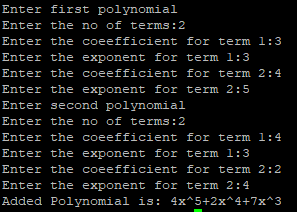 Enter first polynomial
Enter the no of terms:2
Enter the coeefficient for term 1:3
Enter the exponent for term 1:3
Enter the coeefficient for term 2:4
Enter the exponent for term 2:5
Enter second polynomial
Enter the no of terms:2
Enter the coeefficient for term 1:4
Enter the exponent for term 1:3
Enter the coeefficient for term 2:2
Enter the exponent for term 2:4
Added Polynomial is: 4x^5+2x^4+7x^3